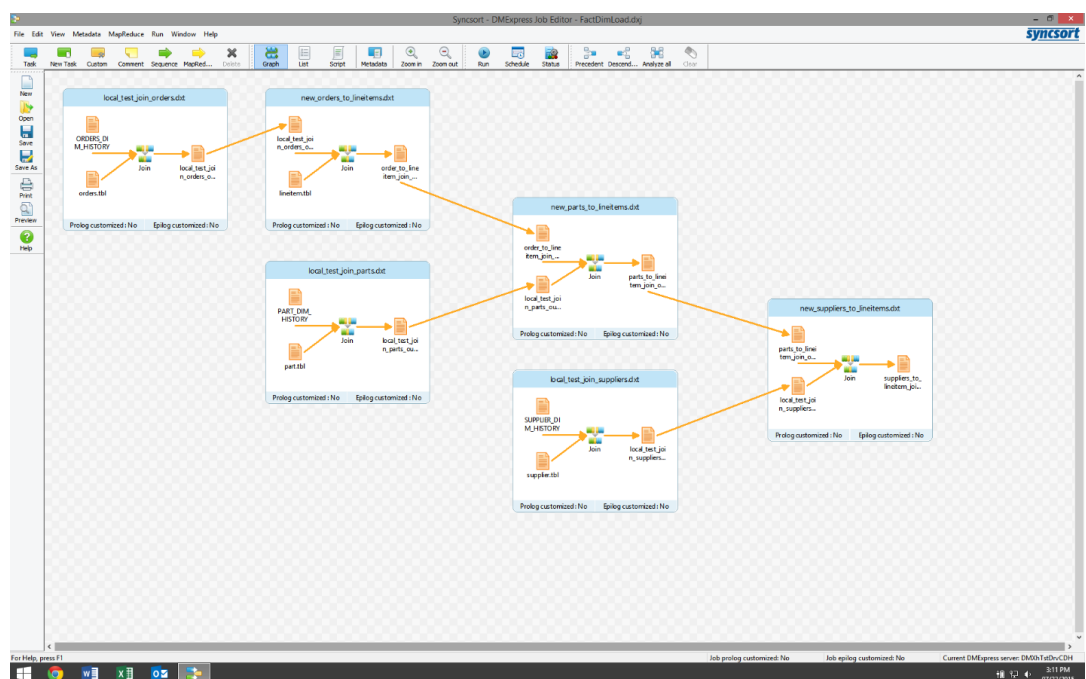 Syncsort - DMExpress Job Editor - FactDimLoad.dxj
File Edit View Metadata MapReduce Run Window Help
syncsort
Task New Task Custom Comment Sequence MapRed... Delete Graph List Script Metadata Zoom in Zoom out Run Schedule Status Precedent Descend... Analyze all Clear
New
Open
Save
Save As
Print
Preview
Help
local_test_join_orders.dxt
ORDERS_DI
M_HISTORY
Join
local_test_joi
n_orders_o...
orders.tbl
Prolog customized: No Epilog customized: No
new_orders_to_lineitems.dxt
local_test_joi
n_orders_o...
Join
order_to_line
item_join_...
lineitem.tbl
Prolog customized: No Epilog customized: No
new_parts_to_lineitems.dxt
order_to_line
item_join_...
Join
parts_to_linei
tem_join_o...
local_test_joi
n_parts_ou...
Prolog customized: No Epilog customized: No
local_test_join_parts.dxt
PART_DIM_
HISTORY
Join
local_test_joi
n_parts_ou...
part.tbl
Prolog customized: No Epilog customized: No
new_suppliers_to_lineitems.dxt
parts_to_linei
tem_join_o...
Join
suppliers_to_
lineitem_joi...
local_test_joi
n_suppliers...
Prolog customized: No Epilog customized: No
local_test_join_suppliers.dxt
SUPPLIER_DI
M_HISTORY
Join
local_test_joi
n_suppliers...
supplier.tbl
Prolog customized: No Epilog customized: No
For Help, press F1
Job prolog customized: No Job epilog customized: No Current DMExpress server: DMXhTstDrvCDH
3:11 PM